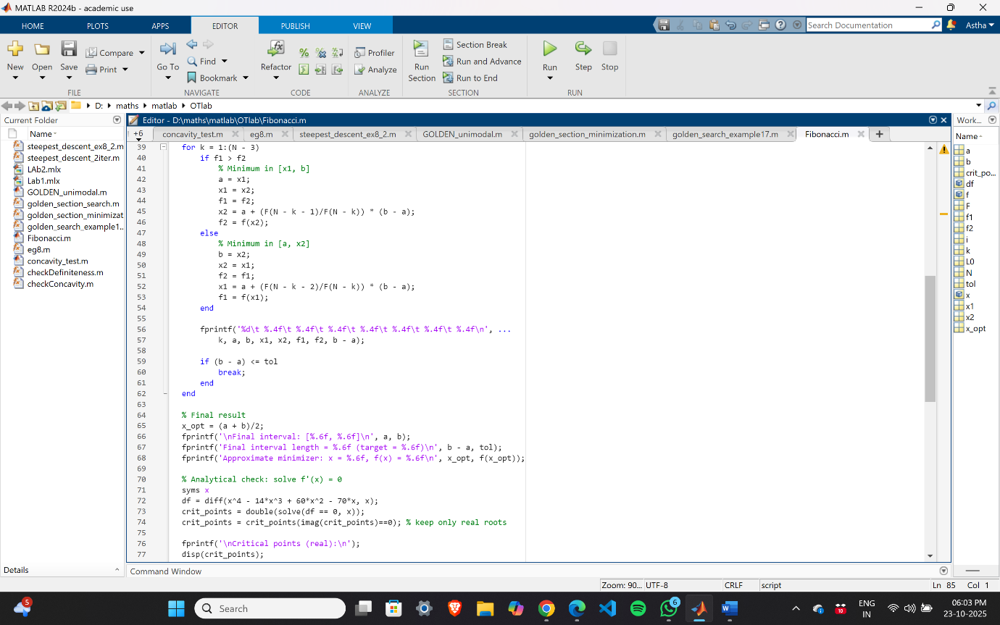 MATLAB R2024b - academic use
HOME PLOTS APPS EDITOR PUBLISH VIEW Search Documentation Astha
New Open Save Compare Print Go To Find Bookmark Refactor Profiler Analyze Run Section Section Break Run and Advance Run to End Run Step Stop
FILE NAVIGATE CODE ANALYZE SECTION RUN
D: maths matlab OTlab
Current Folder
Name
steepest_descent_ex8_2.m
steepest_descent_2iter.m
LAb2.mlx
Lab1.mlx
GOLDEN_unimodal.m
golden_section_search.m
golden_section_minimizat
golden_search_example1...
Fibonacci.m
eg8.m
concavity_test.m
checkDefiniteness.m
checkConcavity.m
Details
Editor - D:\maths\matlab\OTlab\Fibonacci.m
+6 concavity_test.m eg8.m steepest_descent_ex8_2.m GOLDEN_unimodal.m golden_section_minimization.m golden_search_example17.m Fibonacci.m
39 for k = 1:(N - 3)
40 if f1 > f2
41 % Minimum in [x1, b]
42 a = x1;
43 x1 = x2;
44 f1 = f2;
45 x2 = a + (F(N - k - 1)/F(N - k)) * (b - a);
46 f2 = f(x2);
47 else
48 % Minimum in [a, x2]
49 b = x2;
50 x2 = x1;
51 f2 = f1;
52 x1 = a + (F(N - k - 2)/F(N - k)) * (b - a);
53 f1 = f(x1);
54 end
55
56 fprintf('%d\t %.4f\t %.4f\t %.4f\t %.4f\t %.4f\t %.4f\t %.4f\n', ...
57 k, a, b, x1, x2, f1, f2, b - a);
58
59 if (b - a) <= tol
60 break;
61 end
62 end
63
64 % Final result
65 x_opt = (a + b)/2;
66 fprintf('\nFinal interval: [%.6f, %.6f]\n', a, b);
67 fprintf('Final interval length = %.6f (target = %.6f)\n', b - a, tol);
68 fprintf('Approximate minimizer: x = %.6f, f(x) = %.6f\n', x_opt, f(x_opt));
69
70 % Analytical check: solve f'(x) = 0
71 syms x
72 df = diff(x^4 - 14*x^3 + 60*x^2 - 70*x, x);
73 crit_points = double(solve(df == 0, x));
74 crit_points = crit_points(imag(crit_points)==0); % keep only real roots
75
76 fprintf('\nCritical points (real):\n');
77 disp(crit_points);
Command Window
Work...
Name
a
b
crit_po...
df
f
F
f1
f2
i
k
L0
N
tol
x
x1
x2
x_opt
Zoom: 90... UTF-8 CRLF script Ln 85 Col 1
5 Search 6 10 ENG IN 06:03 PM 23-10-2025